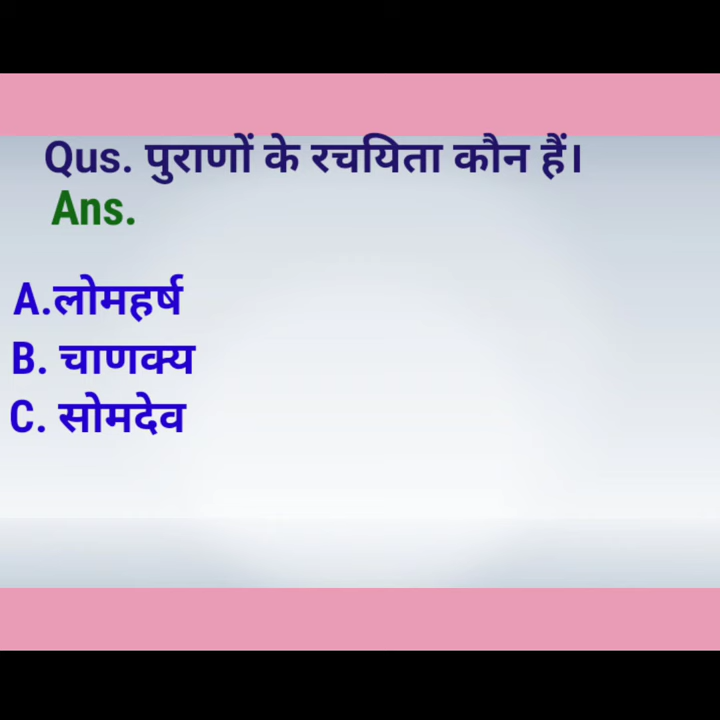 Qus. पुराणों के रचयिता कौन हैं।
Ans.
A.लोमहर्ष
B. चाणक्य
C. सोमदेव